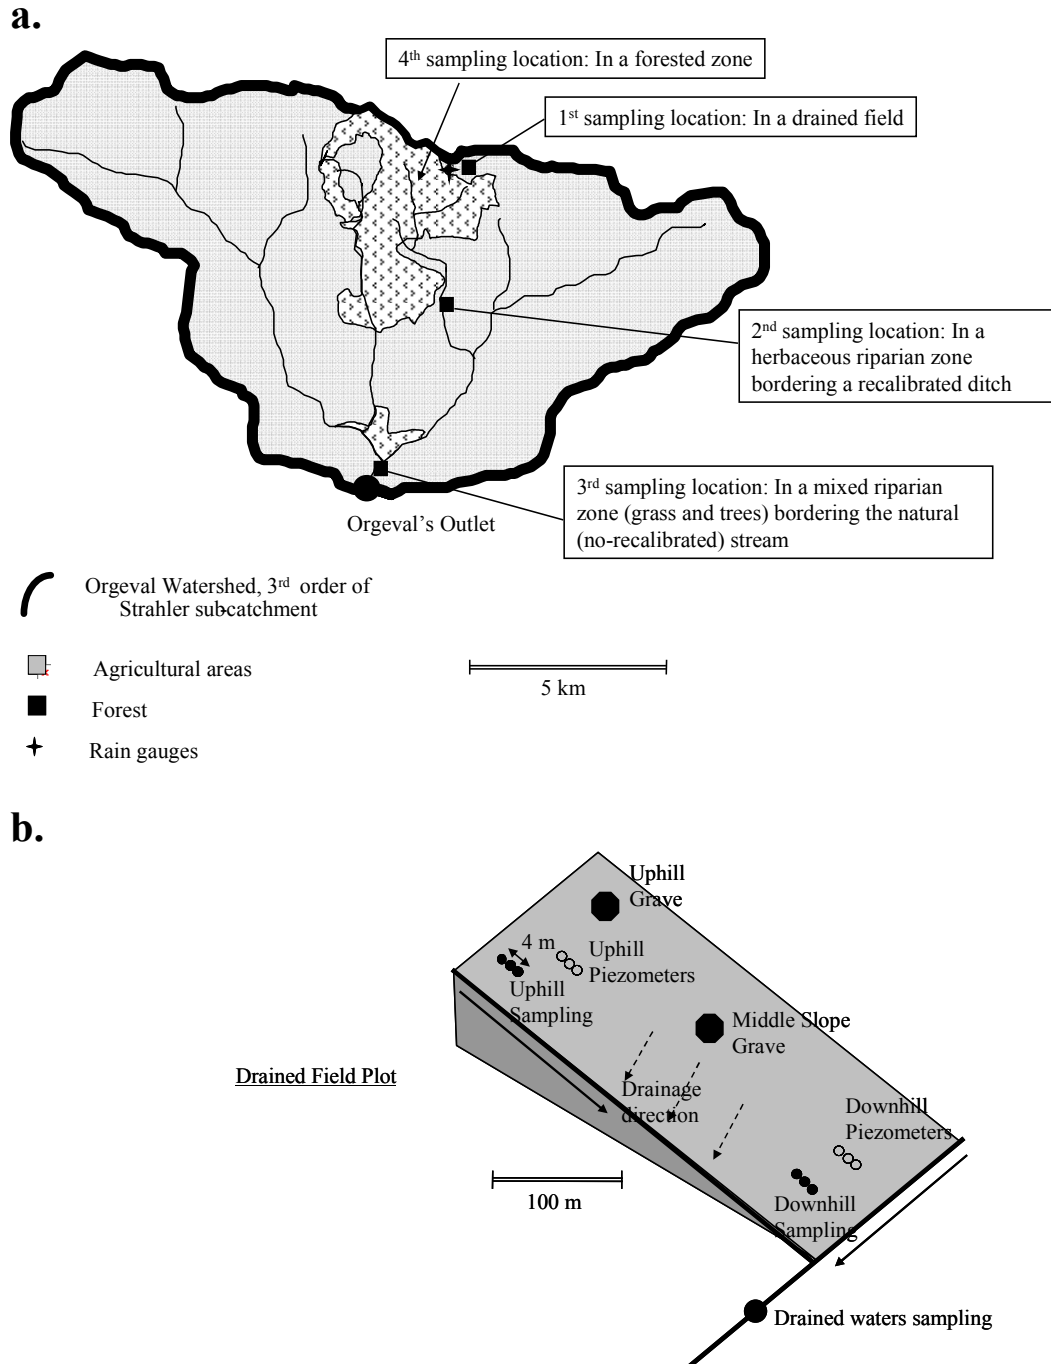 a.
4th sampling location: In a forested zone
1st sampling location: In a drained field
2nd sampling location: In a
herbaceous riparian zone
bordering a recalibrated ditch
3rd sampling location: In a mixed riparian
zone (grass and trees) bordering the natural
(no-recalibrated) stream
Orgeval's Outlet
Orgeval Watershed, 3rd order of
Strahler sub-catchment
Agricultural areas
5 km
Forest
Rain gauges
b.
Uphill
Grave
4 m
Uphill
Piezometers
Uphill
Sampling
Middle Slope
Grave
Drained Field Plot
Drainage
direction
Downhill
Piezometers
100 m
Downhill
Sampling
Drained waters sampling